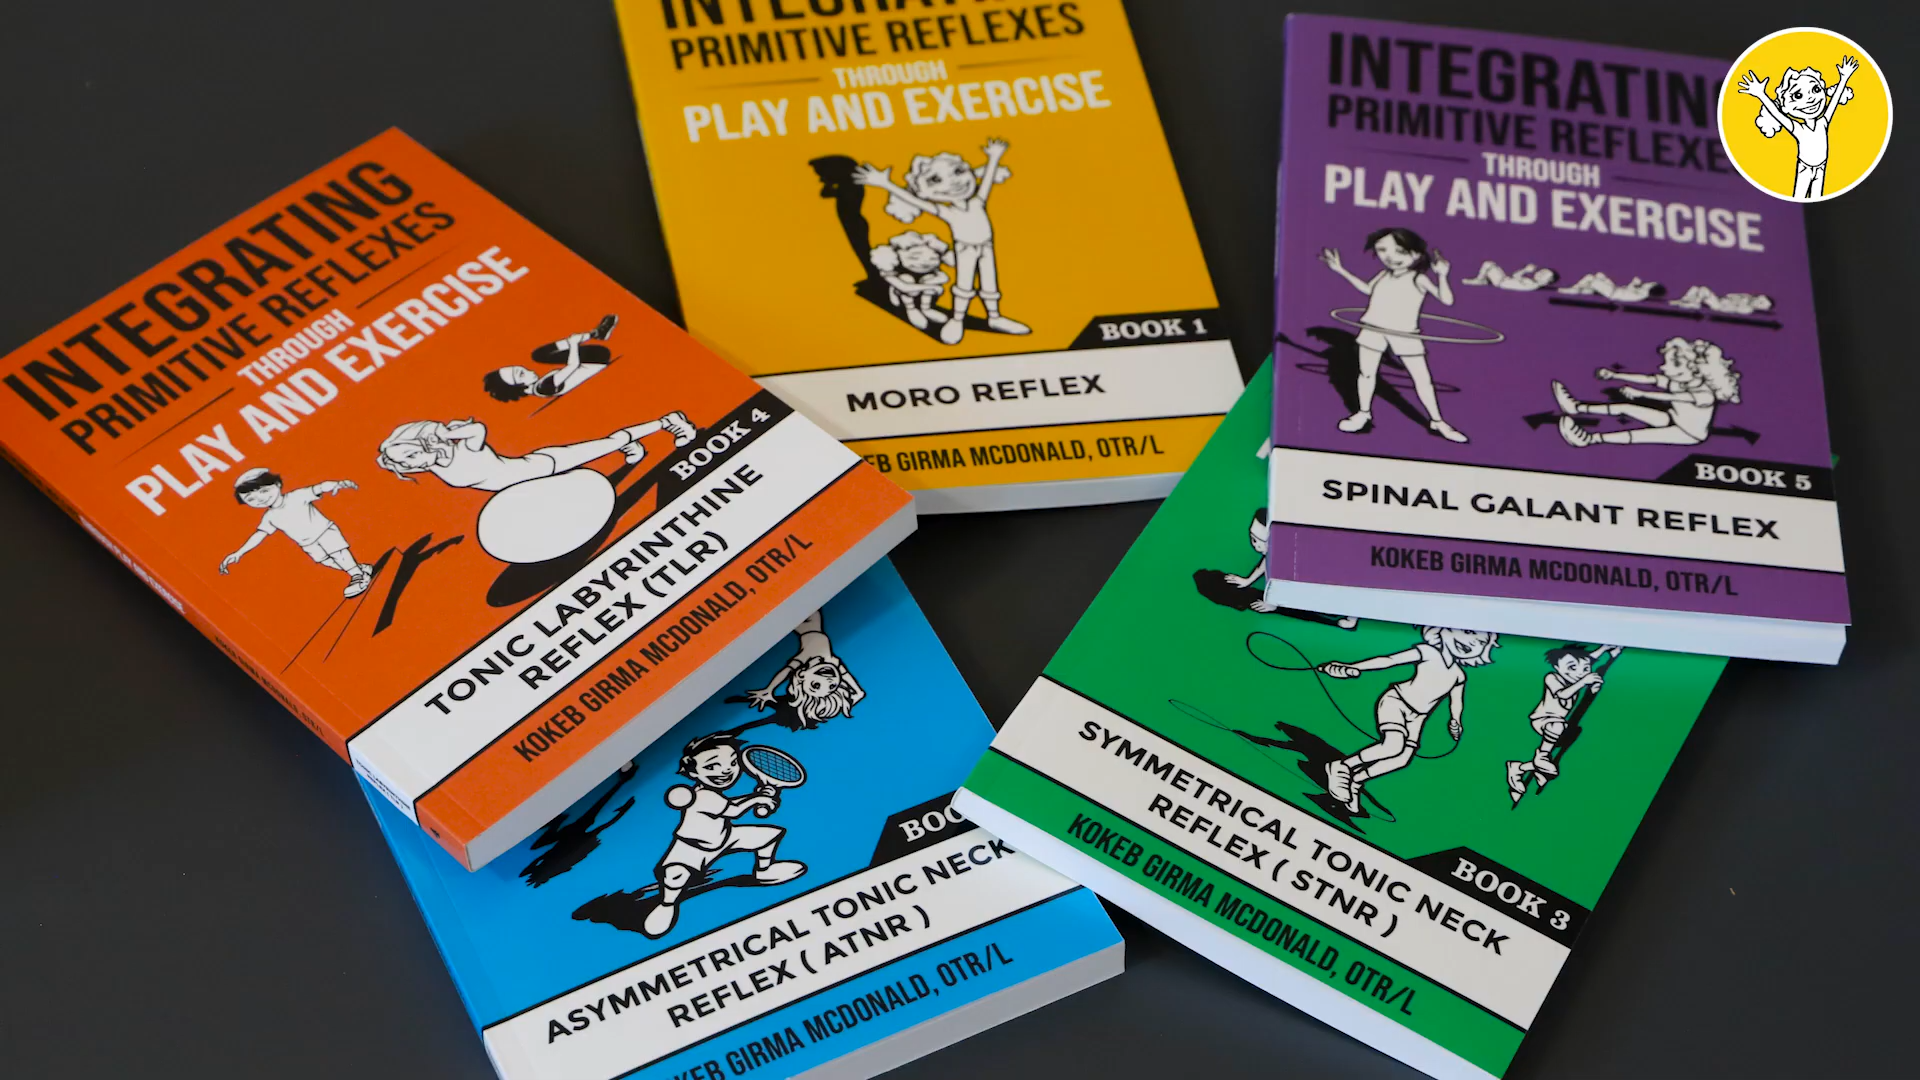 INTEGRATING
PRIMITIVE REFLEXES
THROUGH
PLAY AND EXERCISE
BOOK 4
TONIC LABYRINTHINE
REFLEX (TLR)
KOKEB GIRMA MCDONALD, OTR/L
INTEGRATING
PRIMITIVE REFLEXES
THROUGH
PLAY AND EXERCISE
BOOK 1
MORO REFLEX
GIRMA MCDONALD, OTR/L
INTEGRATING
PRIMITIVE REFLEXE
THROUGH
PLAY AND EXERCISE
BOOK 5
SPINAL GALANT REFLEX
KOKEB GIRMA MCDONALD, OTR/L
ASYMMETRICAL TONIC NECK
REFLEX ( ATNR )
GIRMA MCDONALD, OTR/L
BOOK 3
SYMMETRICAL TONIC NECK
REFLEX ( STNR )
KOKEB GIRMA MCDONALD, OTR/L